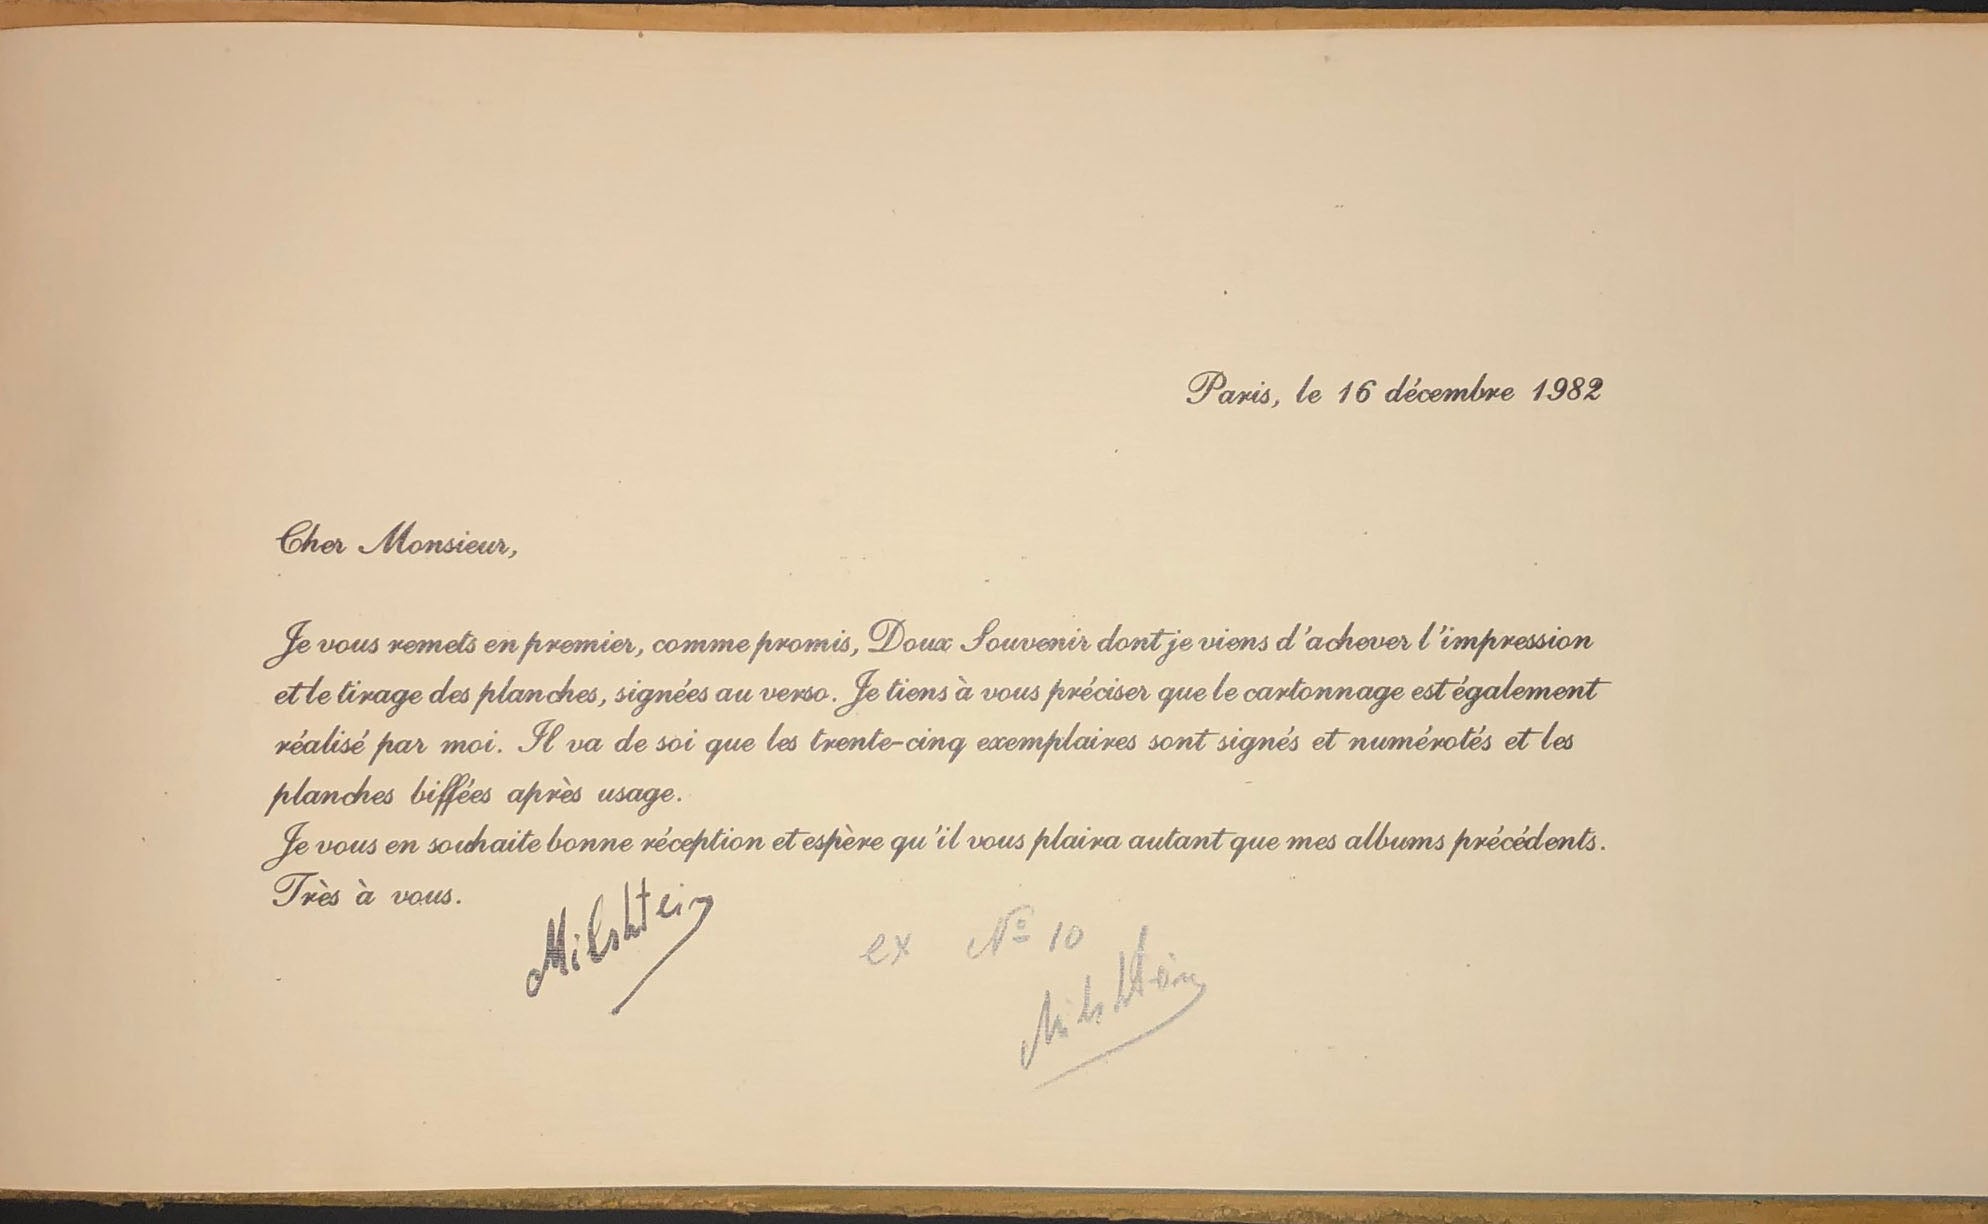 Paris, le 16 décembre 1982
Cher Monsieur,
Je vous remets en premier, comme promis, Doux Souvenir dont je viens d'achever l'impression
et le tirage des planches, signées au verso. Je tiens à vous préciser que le cartonnage est également
réalisé par moi. Il va de soi que les trente-cinq exemplaires sont signés et numérotés et les
planches biffées après usage.
Je vous en souhaite bonne réception et espère qu'il vous plaira autant que mes albums précédents.
Très à vous.
Milshtein
ex Nº 10
Milshtein